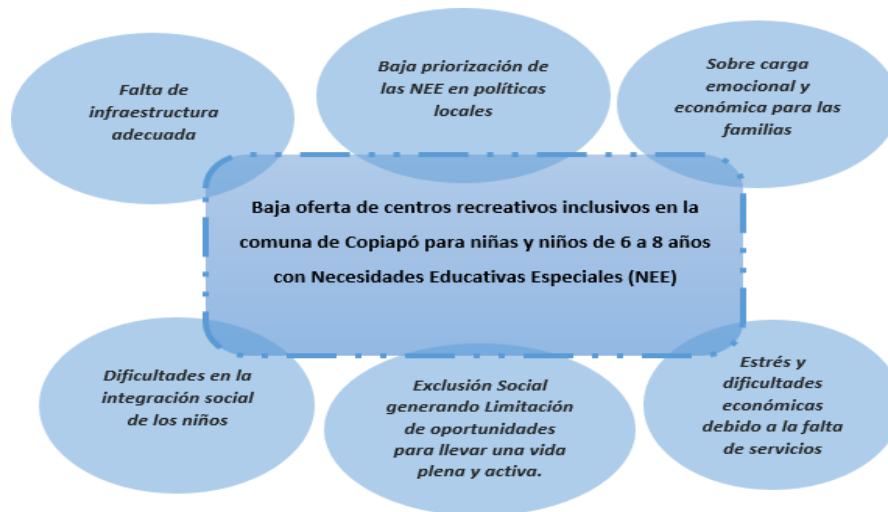 Falta de
infraestructura
adecuada
Baja priorización de
las NEE en políticas
locales
Sobre carga
emocional y
económica para las
familias
Baja oferta de centros recreativos inclusivos en la
comuna de Copiapó para niñas y niños de 6 a 8 años
con Necesidades Educativas Especiales (NEE)
Dificultades en la
integración social
de los niños
Exclusión Social
generando Limitación
de oportunidades
para llevar una vida
plena y activa.
Estrés y
dificultades
económicas
debido a la falta
de servicios